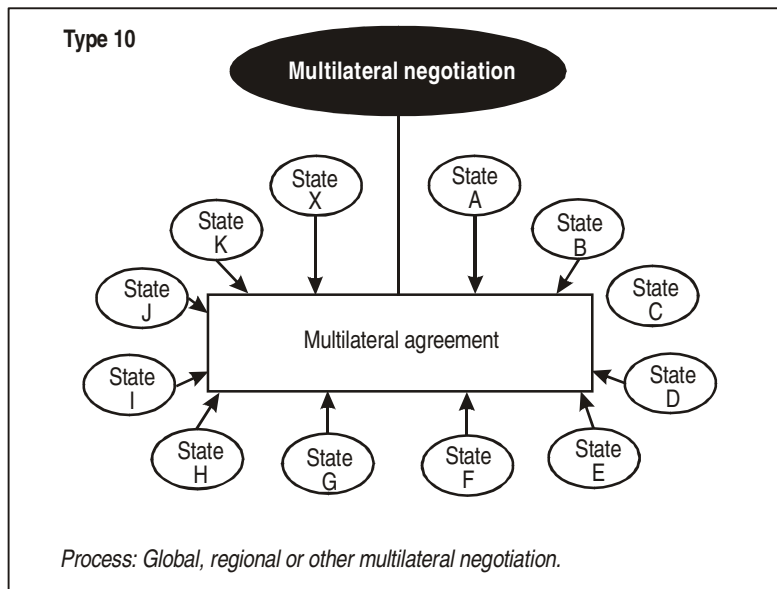 Type 10
Multilateral negotiation
State
X
State
A
State
K
State
B
State
J
State
C
Multilateral agreement
State
I
State
D
State
H
State
G
State
F
State
E
Process: Global, regional or other multilateral negotiation.